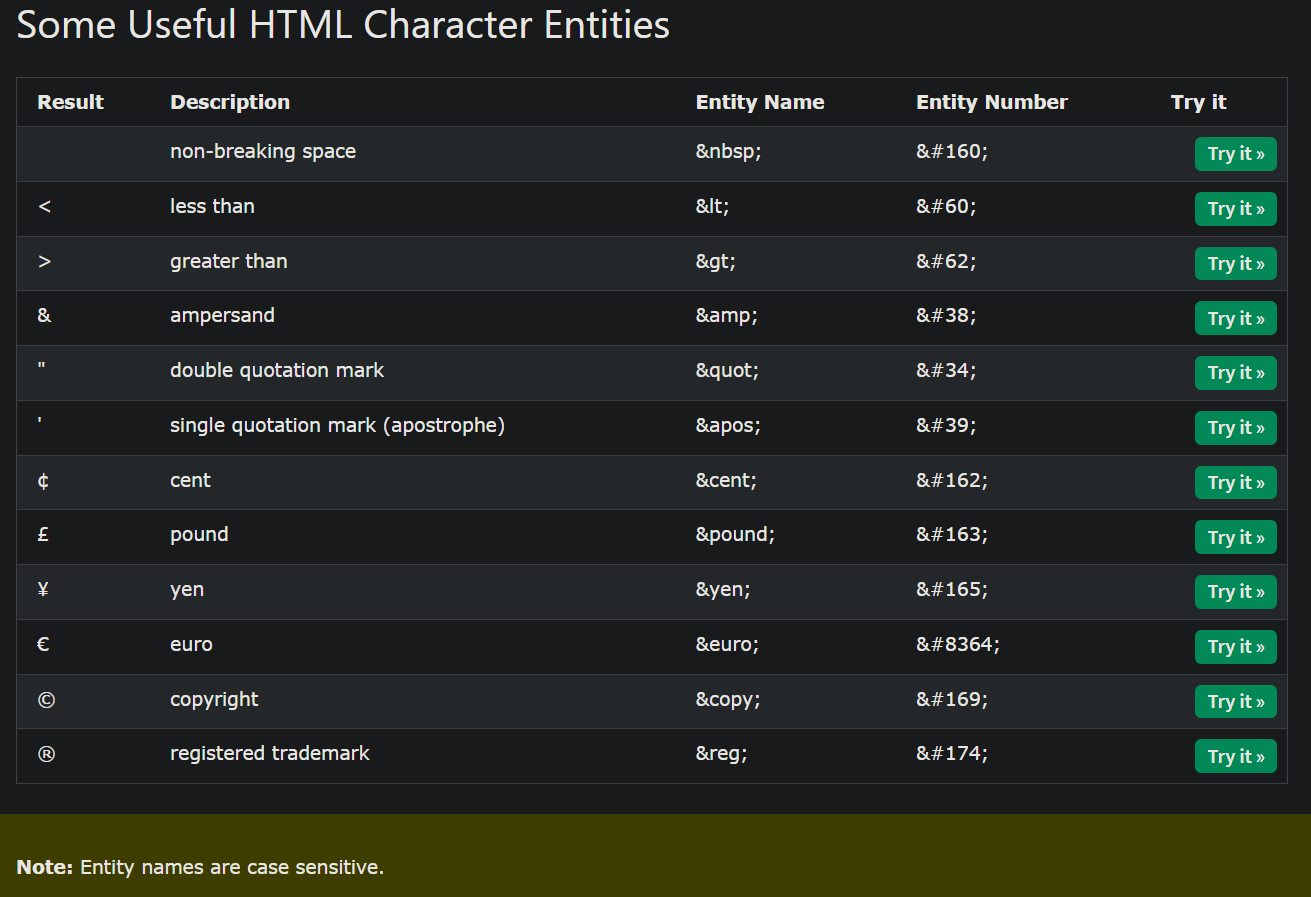 Some Useful HTML Character Entities
Result Description Entity Name Entity Number Try it
non-breaking space &nbsp; &#160; Try it »
< less than &lt; &#60; Try it »
> greater than &gt; &#62; Try it »
& ampersand &amp; &#38; Try it »
" double quotation mark &quot; &#34; Try it »
' single quotation mark (apostrophe) &apos; &#39; Try it »
¢ cent &cent; &#162; Try it »
£ pound &pound; &#163; Try it »
¥ yen &yen; &#165; Try it »
€ euro &euro; &#8364; Try it »
© copyright &copy; &#169; Try it »
® registered trademark &reg; &#174; Try it »
Note: Entity names are case sensitive.